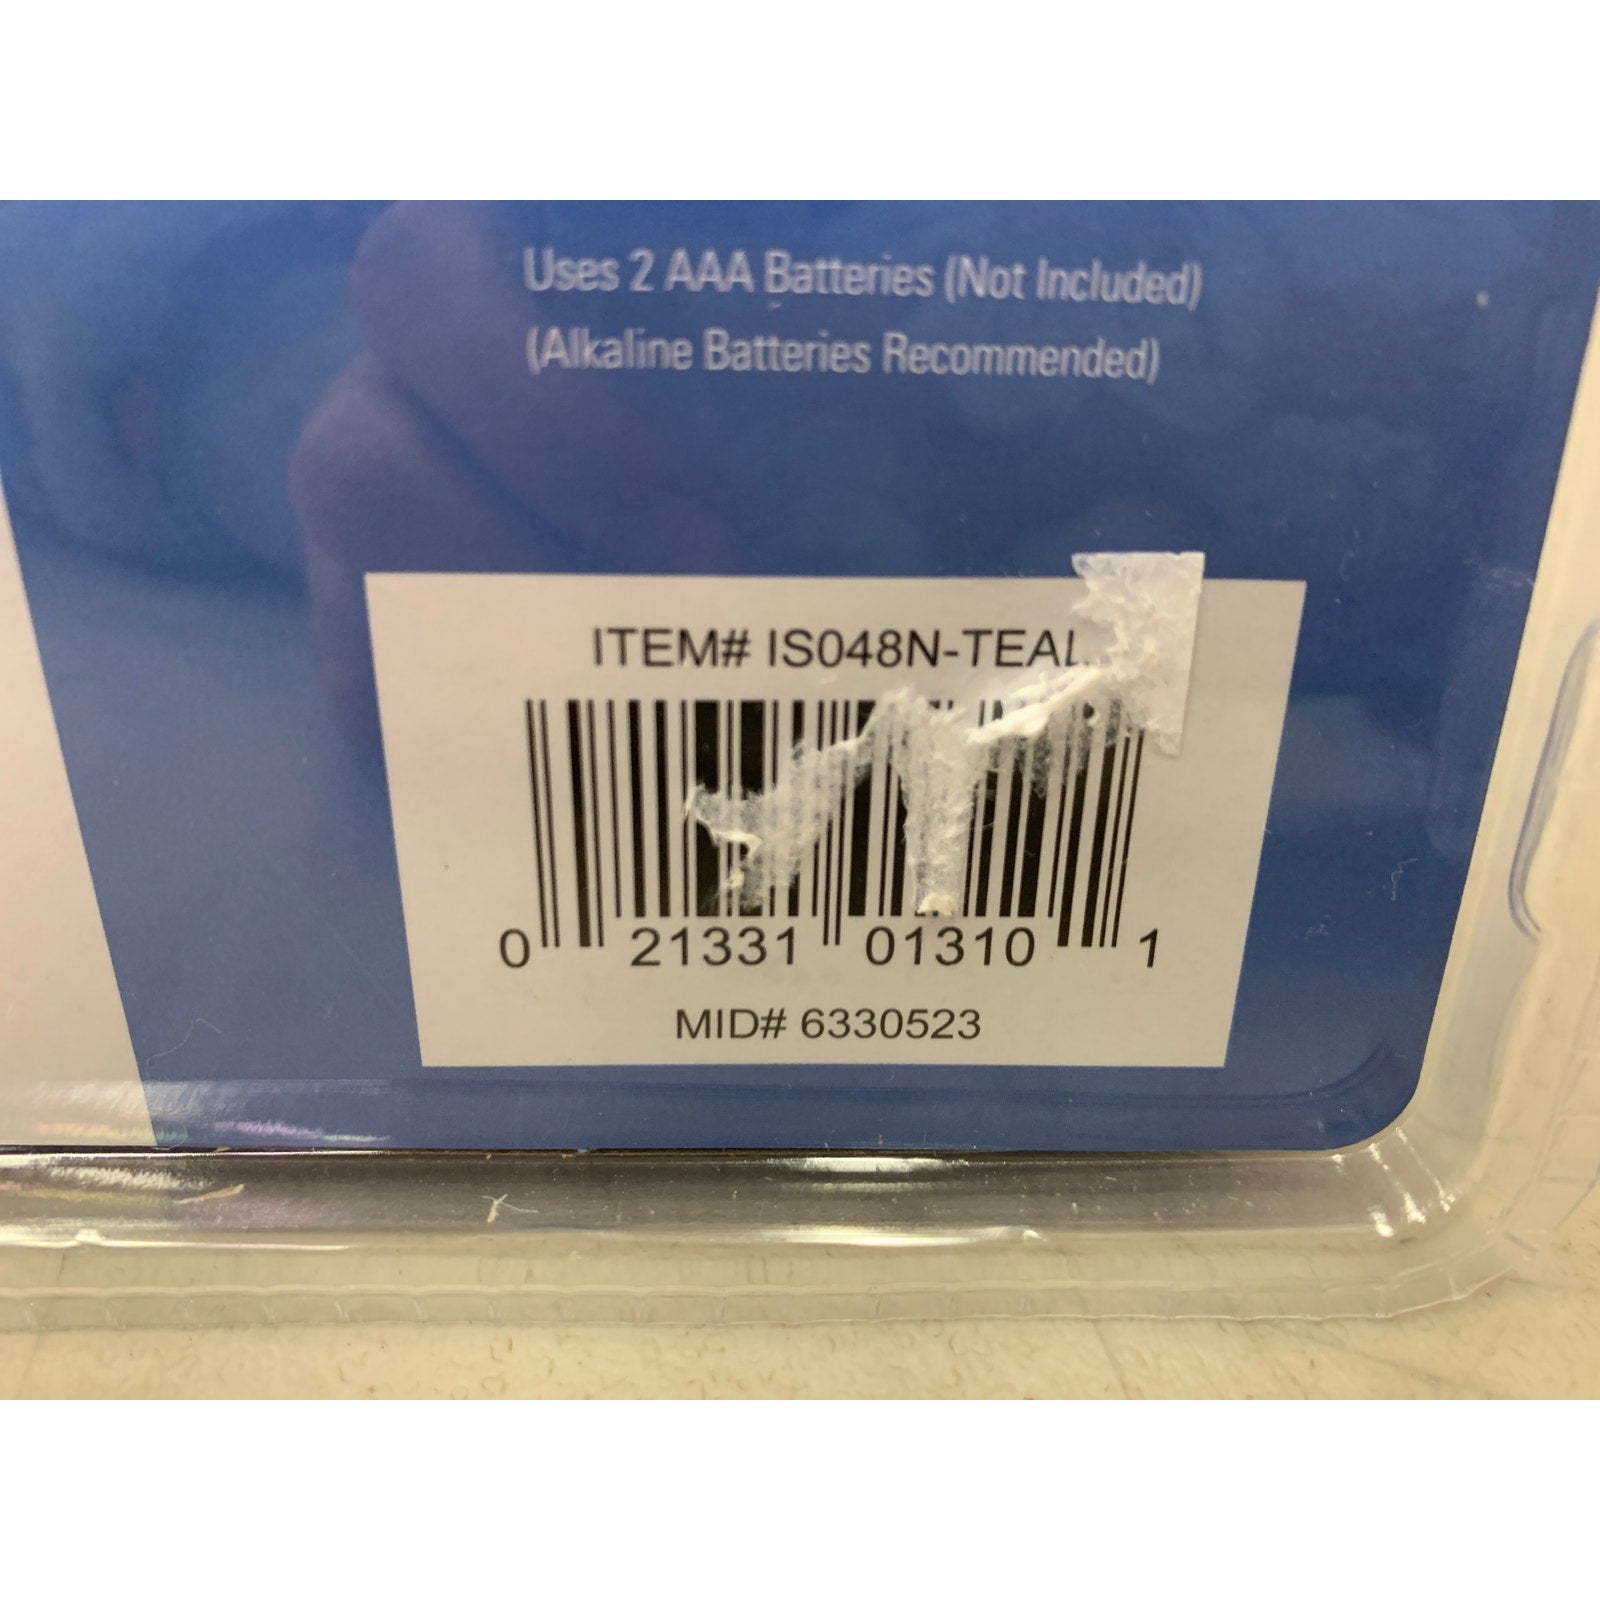 Uses 2 AAA Batteries (Not Included)
(Alkaline Batteries Recommended)
ITEM# IS048N-TEAL
0 21331 01310 1
MID# 6330523